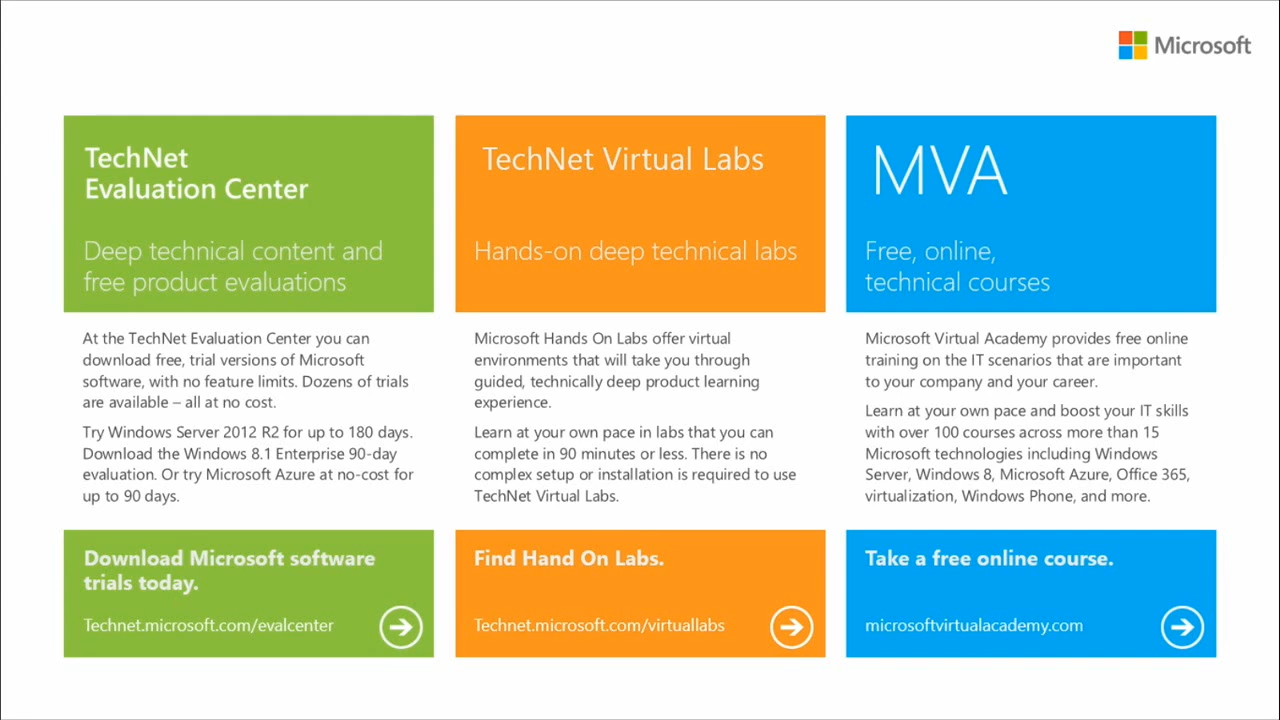 Microsoft
TechNet
Evaluation Center
Deep technical content and
free product evaluations
At the TechNet Evaluation Center you can
download free, trial versions of Microsoft
software, with no feature limits. Dozens of trials
are available – all at no cost.
Try Windows Server 2012 R2 for up to 180 days.
Download the Windows 8.1 Enterprise 90-day
evaluation. Or try Microsoft Azure at no-cost for
up to 90 days.
Download Microsoft software
trials today.
Technet.microsoft.com/evalcenter
TechNet Virtual Labs
Hands-on deep technical labs
Microsoft Hands On Labs offer virtual
environments that will take you through
guided, technically deep product learning
experience.
Learn at your own pace in labs that you can
complete in 90 minutes or less. There is no
complex setup or installation is required to use
TechNet Virtual Labs.
Find Hand On Labs.
Technet.microsoft.com/virtuallabs
MVA
Free, online,
technical courses
Microsoft Virtual Academy provides free online
training on the IT scenarios that are important
to your company and your career.
Learn at your own pace and boost your IT skills
with over 100 courses across more than 15
Microsoft technologies including Windows
Server, Windows 8, Microsoft Azure, Office 365,
virtualization, Windows Phone, and more.
Take a free online course.
microsoftvirtualacademy.com